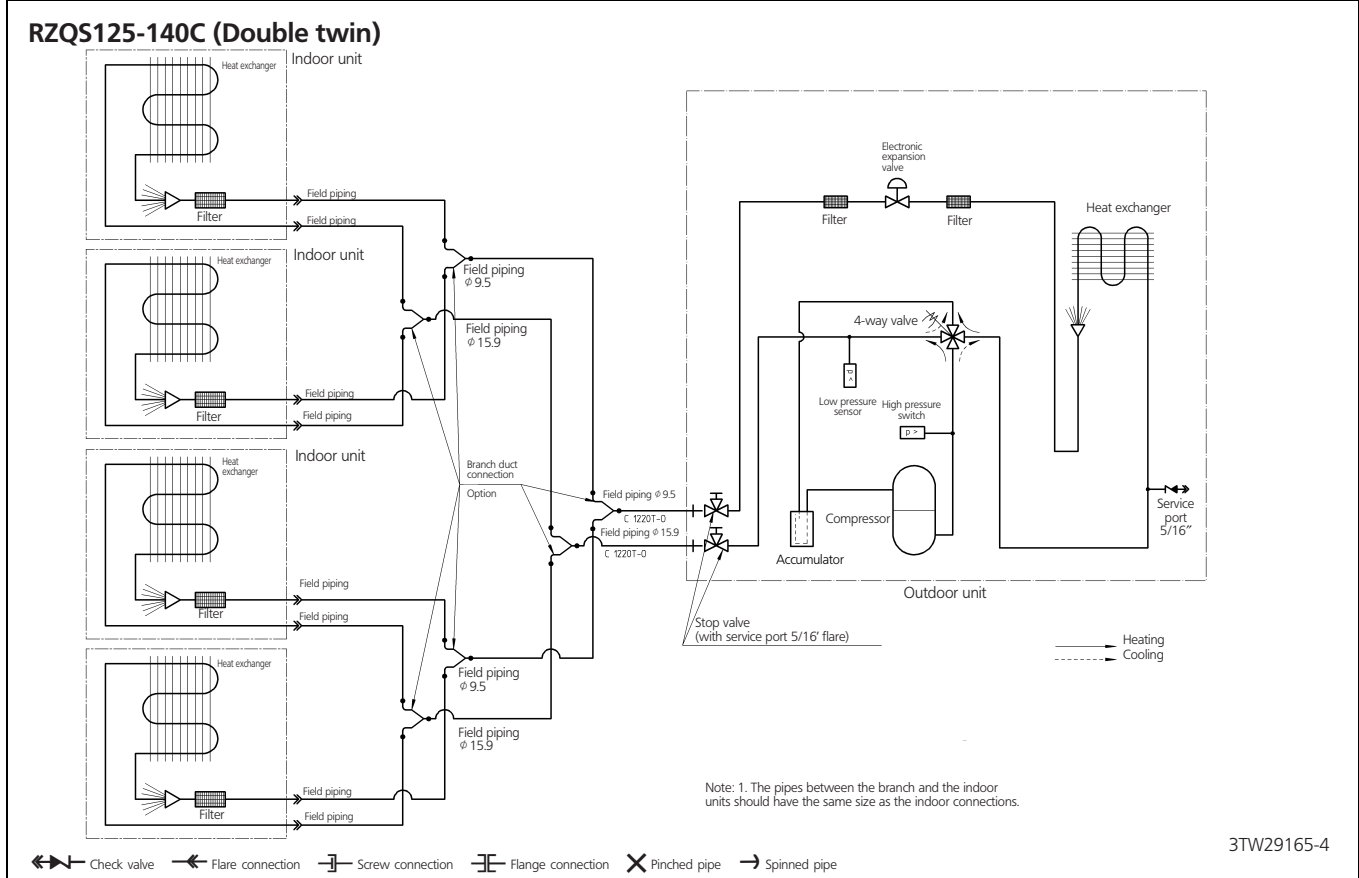 RZQS125-140C (Double twin)
Indoor unit
Heat exchanger
Filter
Field piping
Field piping
Indoor unit
Heat exchanger
Filter
Field piping
Field piping
Field piping
ϕ 9.5
Field piping
ϕ 15.9
Indoor unit
Heat
exchanger
Filter
Field piping
Field piping
Heat exchanger
Filter
Field piping
Field piping
Field piping
ϕ 9.5
Field piping
ϕ 15.9
Branch duct
connection
Option
Field piping ϕ 9.5
C 1220T-O
Field piping ϕ 15.9
C 1220T-O
Electronic
expansion
valve
Filter
Filter
Heat exchanger
4-way valve
Low pressure
sensor
p <
High pressure
switch
p >
Compressor
Accumulator
Service
port
5/16″
Outdoor unit
Stop valve
(with service port 5/16' flare)
Heating
Cooling
Note: 1. The pipes between the branch and the indoor
units should have the same size as the indoor connections.
3TW29165-4
Check valve
Flare connection
Screw connection
Flange connection
Pinched pipe
Spinned pipe